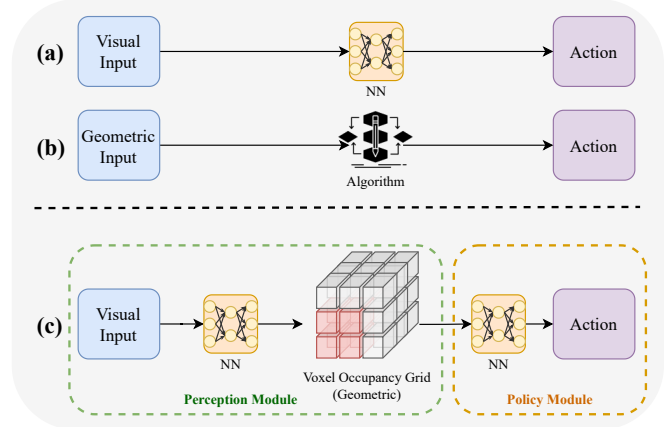 (a)
Visual
Input
NN
Action
(b)
Geometric
Input
Algorithm
Action
(c)
Visual
Input
NN
Voxel Occupancy Grid
(Geometric)
NN
Action
Perception Module
Policy Module